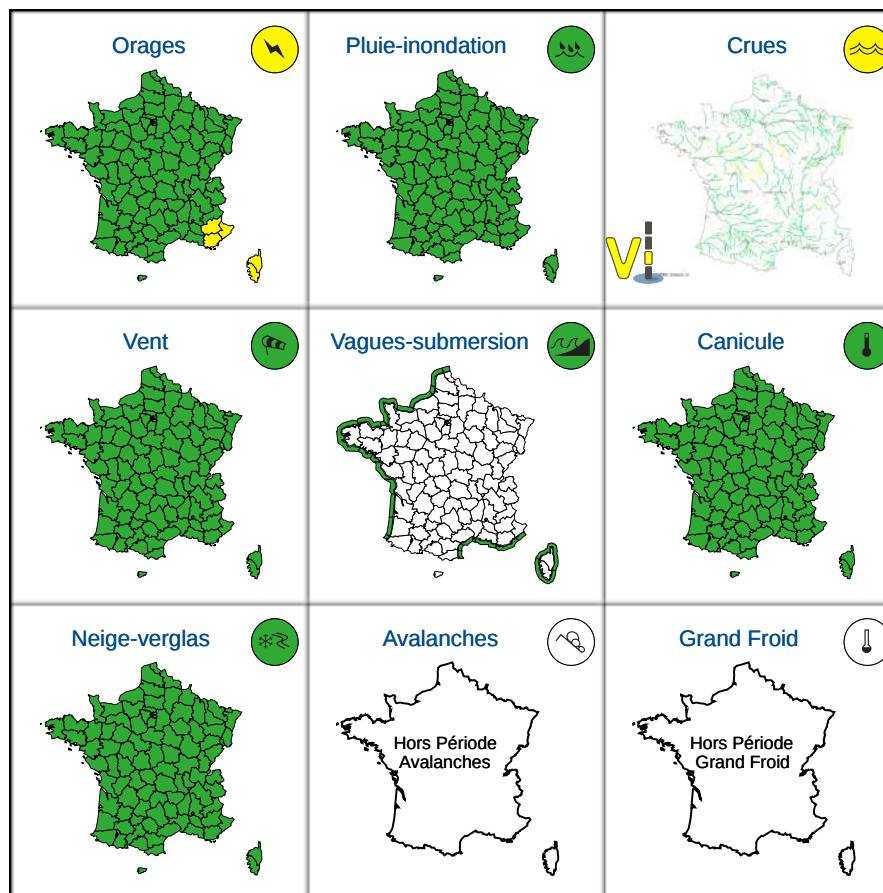 Orages
Pluie-inondation
Crues
Vi
Vent
Vagues-submersion
Canicule
Neige-verglas
Avalanches
Grand Froid
Hors Période
Avalanches
Hors Période
Grand Froid